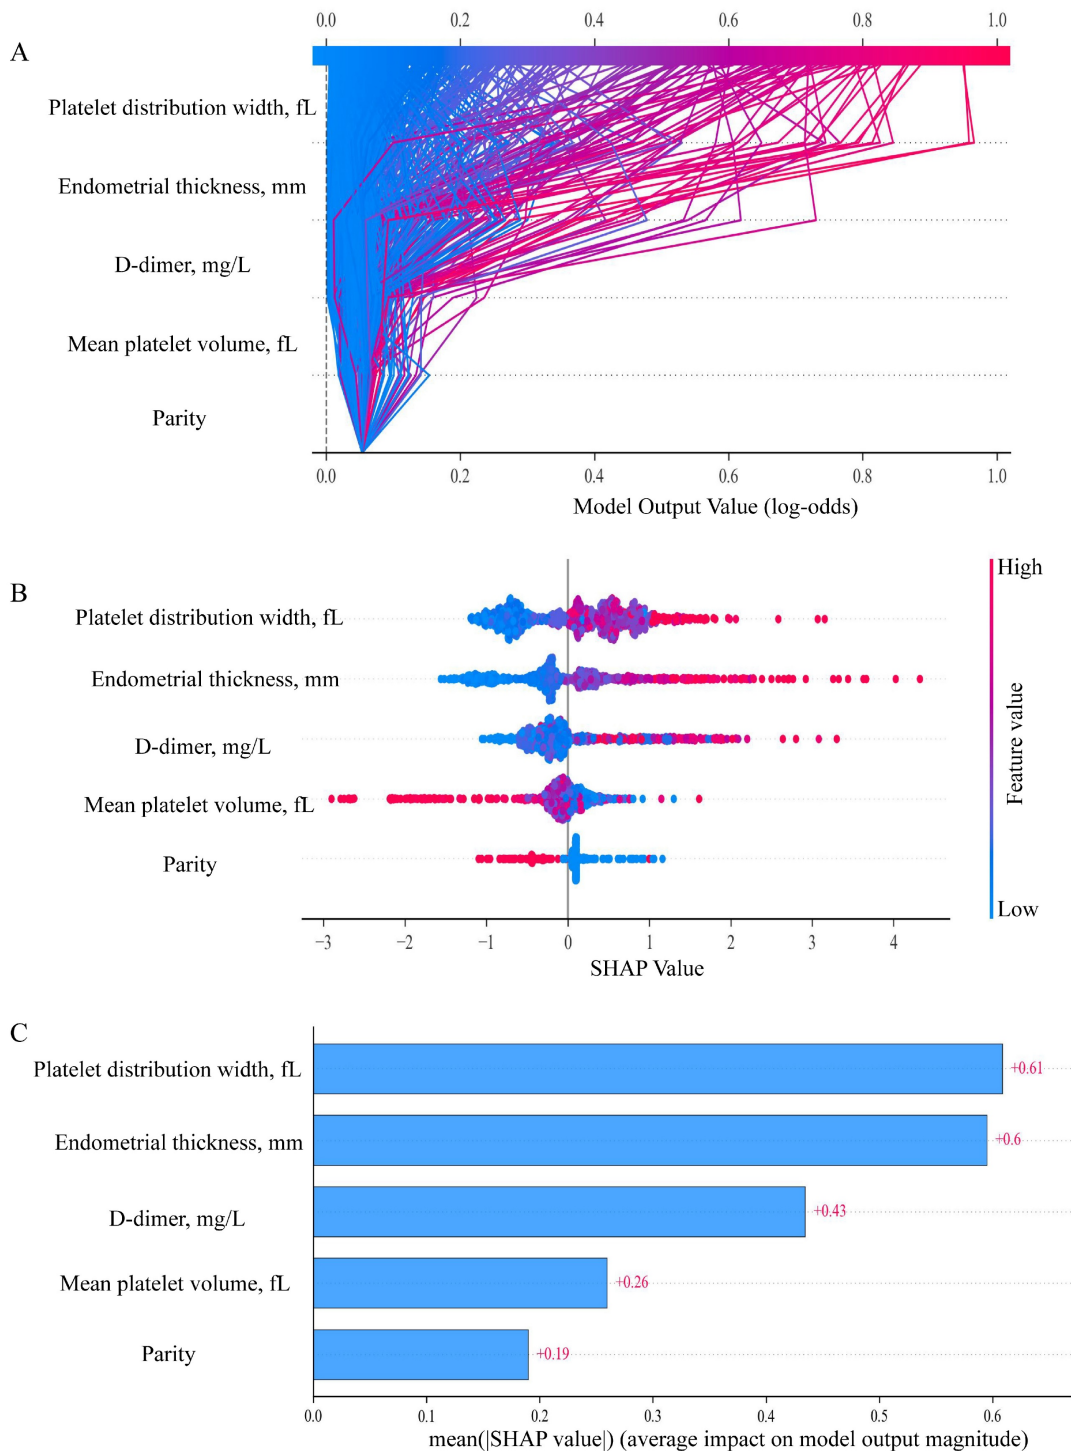 A
0.0 0.2 0.4 0.6 0.8 1.0
Platelet distribution width, fL
Endometrial thickness, mm
D-dimer, mg/L
Mean platelet volume, fL
Parity
0.0 0.2 0.4 0.6 0.8 1.0
Model Output Value (log-odds)
B
High
Platelet distribution width, fL
Endometrial thickness, mm
D-dimer, mg/L
Mean platelet volume, fL
Parity
Feature value
Low
−3 −2 −1 0 1 2 3 4
SHAP Value
C
Platelet distribution width, fL +0.61
Endometrial thickness, mm +0.6
D-dimer, mg/L +0.43
Mean platelet volume, fL +0.26
Parity +0.19
0.0 0.1 0.2 0.3 0.4 0.5 0.6
mean(|SHAP value|) (average impact on model output magnitude)